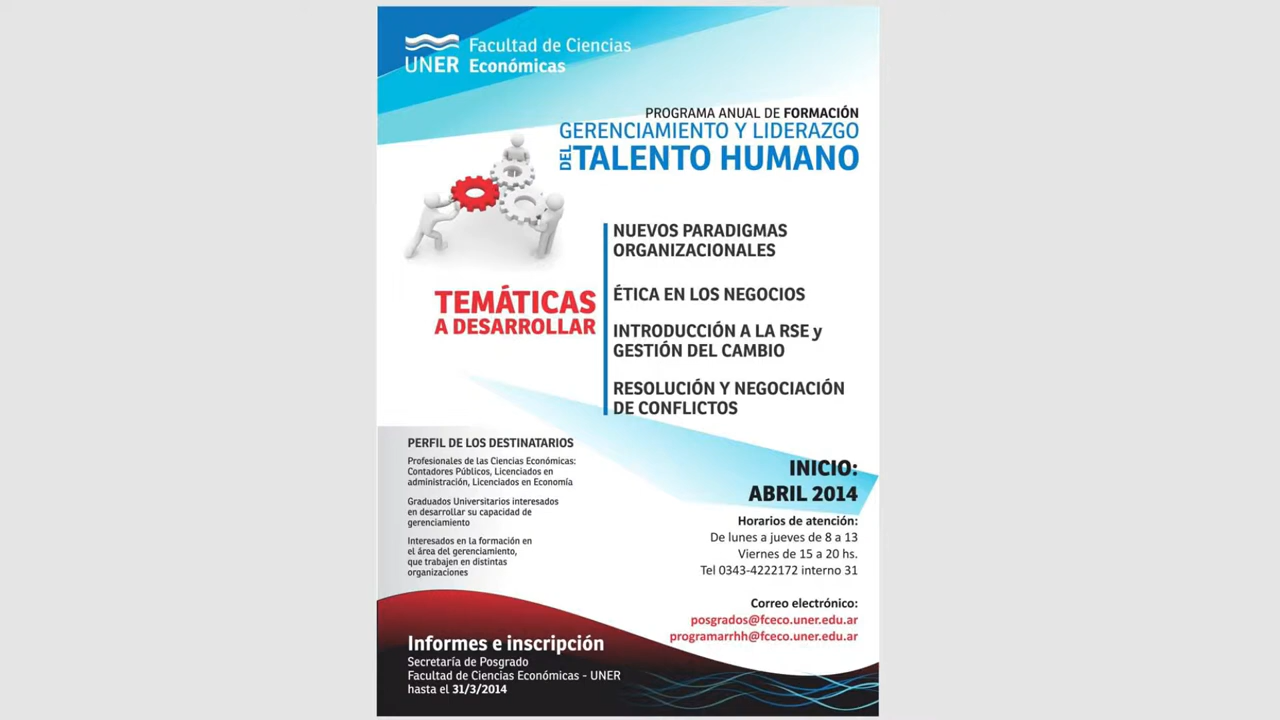 UNER
Facultad de Ciencias
Económicas
PROGRAMA ANUAL DE FORMACIÓN
GERENCIAMIENTO Y LIDERAZGO
DEL TALENTO HUMANO
TEMÁTICAS
A DESARROLLAR
NUEVOS PARADIGMAS
ORGANIZACIONALES
ÉTICA EN LOS NEGOCIOS
INTRODUCCIÓN A LA RSE y
GESTIÓN DEL CAMBIO
RESOLUCIÓN Y NEGOCIACIÓN
DE CONFLICTOS
PERFIL DE LOS DESTINATARIOS
Profesionales de las Ciencias Económicas:
Contadores Públicos, Licenciados en
administración, Licenciados en Economía
Graduados Universitarios interesados
en desarrollar su capacidad de
gerenciamiento
Interesados en la formación en
el área del gerenciamiento,
que trabajen en distintas
organizaciones
INICIO:
ABRIL 2014
Horarios de atención:
De lunes a jueves de 8 a 13
Viernes de 15 a 20 hs.
Tel 0343-4222172 interno 31
Correo electrónico:
posgrados@fceco.uner.edu.ar
programarrhh@fceco.uner.edu.ar
Informes e inscripción
Secretaría de Posgrado
Facultad de Ciencias Económicas - UNER
hasta el 31/3/2014